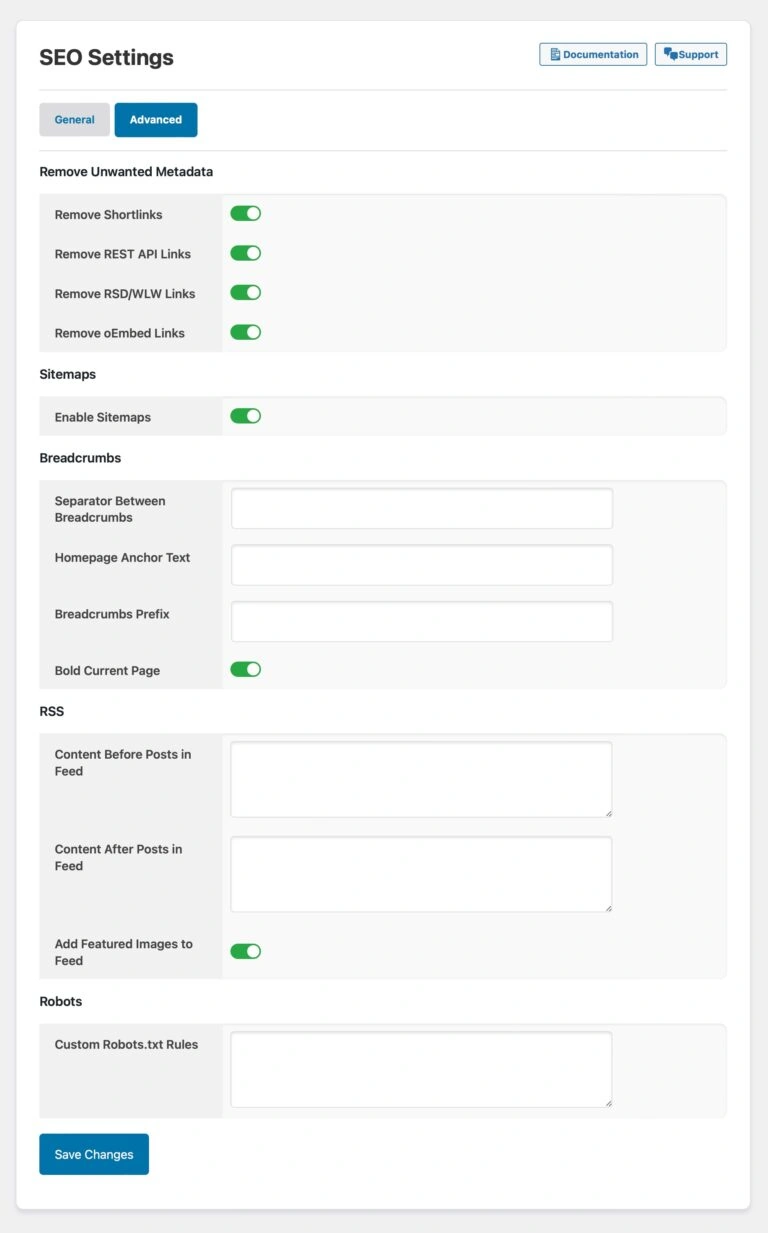 SEO Settings
Documentation
Support
General
Advanced
Remove Unwanted Metadata
Remove Shortlinks
Remove REST API Links
Remove RSD/WLW Links
Remove oEmbed Links
Sitemaps
Enable Sitemaps
Breadcrumbs
Separator Between
Breadcrumbs
Homepage Anchor Text
Breadcrumbs Prefix
Bold Current Page
RSS
Content Before Posts in
Feed
Content After Posts in
Feed
Add Featured Images to
Feed
Robots
Custom Robots.txt Rules
Save Changes